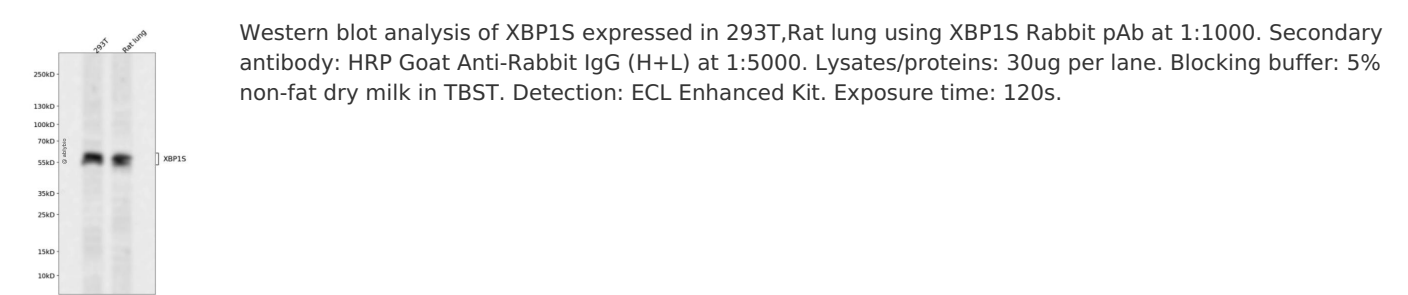 293T
Rat lung
250kD
130kD
100kD
70kD
55kD
35kD
25kD
15kD
10kD
@ ablybio
XBP1S
Western blot analysis of XBP1S expressed in 293T,Rat lung using XBP1S Rabbit pAb at 1:1000. Secondary
antibody: HRP Goat Anti-Rabbit IgG (H+L) at 1:5000. Lysates/proteins: 30ug per lane. Blocking buffer: 5%
non-fat dry milk in TBST. Detection: ECL Enhanced Kit. Exposure time: 120s.